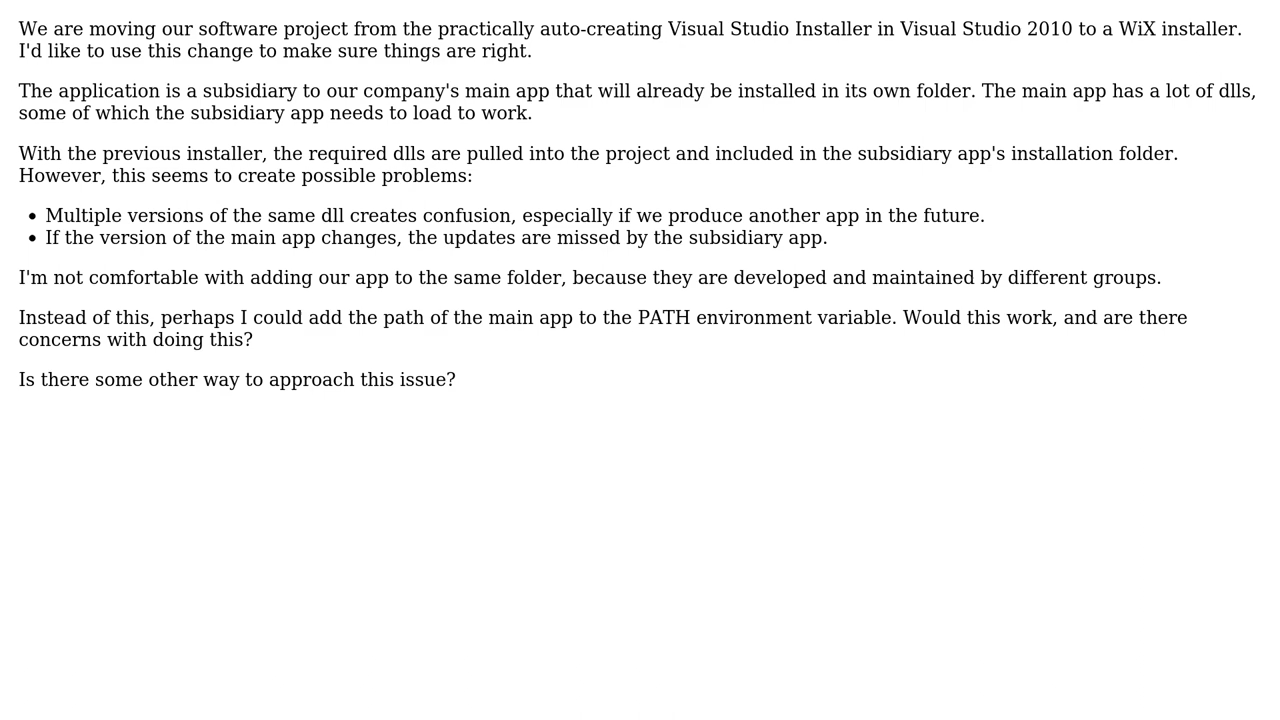 We are moving our software project from the practically auto-creating Visual Studio Installer in Visual Studio 2010 to a WiX installer.
I'd like to use this change to make sure things are right.
The application is a subsidiary to our company's main app that will already be installed in its own folder. The main app has a lot of dlls,
some of which the subsidiary app needs to load to work.
With the previous installer, the required dlls are pulled into the project and included in the subsidiary app's installation folder.
However, this seems to create possible problems:
• Multiple versions of the same dll creates confusion, especially if we produce another app in the future.
• If the version of the main app changes, the updates are missed by the subsidiary app.
I'm not comfortable with adding our app to the same folder, because they are developed and maintained by different groups.
Instead of this, perhaps I could add the path of the main app to the PATH environment variable. Would this work, and are there
concerns with doing this?
Is there some other way to approach this issue?